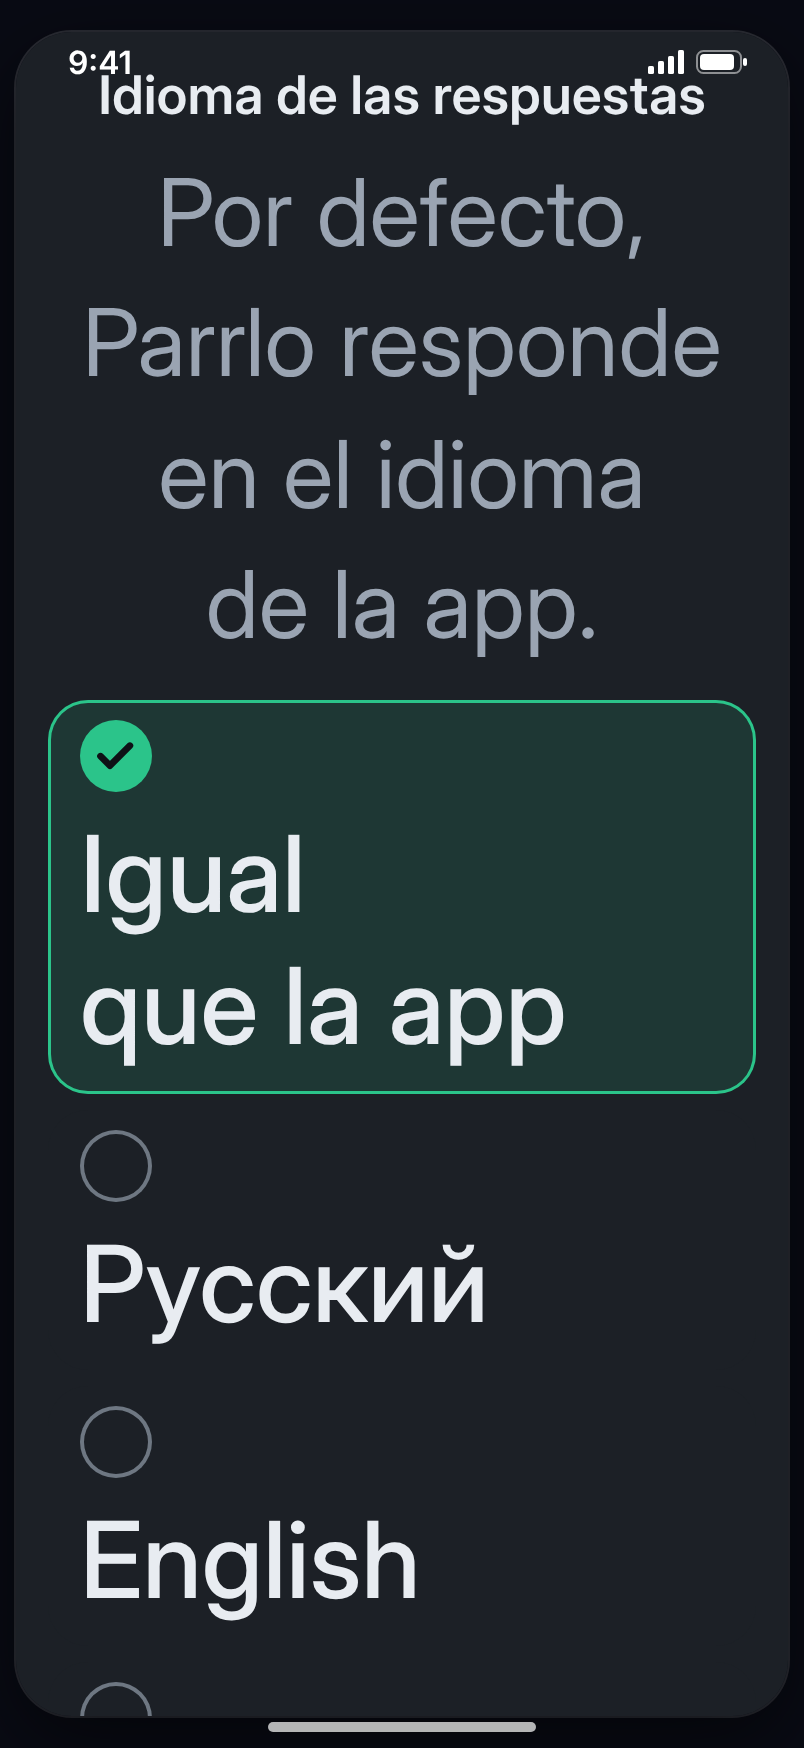 9:41
Idioma de las respuestas
Por defecto,
Parrlo responde
en el idioma
de la app.
Igual
que la app
Русский
English